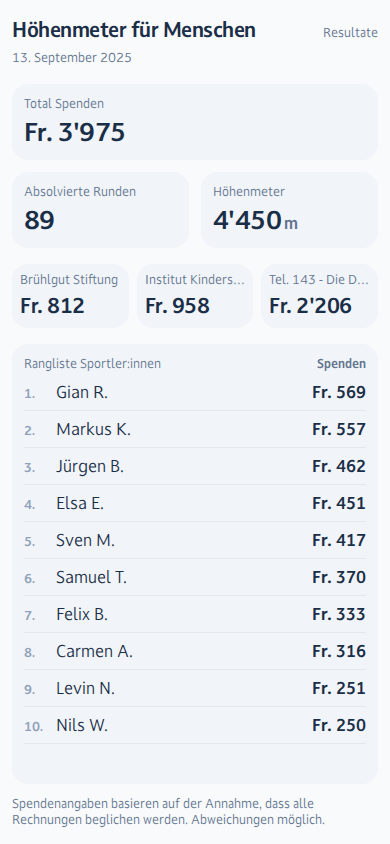 Höhenmeter für Menschen
Resultate
13. September 2025
Total Spenden
Fr. 3'975
Absolvierte Runden
89
Höhenmeter
4'450 m
Brühlgut Stiftung
Fr. 812
Institut Kinders...
Fr. 958
Tel. 143 - Die D...
Fr. 2'206
Rangliste Sportler:innen Spenden
1. Gian R. Fr. 569
2. Markus K. Fr. 557
3. Jürgen B. Fr. 462
4. Elsa E. Fr. 451
5. Sven M. Fr. 417
6. Samuel T. Fr. 370
7. Felix B. Fr. 333
8. Carmen A. Fr. 316
9. Levin N. Fr. 251
10. Nils W. Fr. 250
Spendenangaben basieren auf der Annahme, dass alle
Rechnungen beglichen werden. Abweichungen möglich.